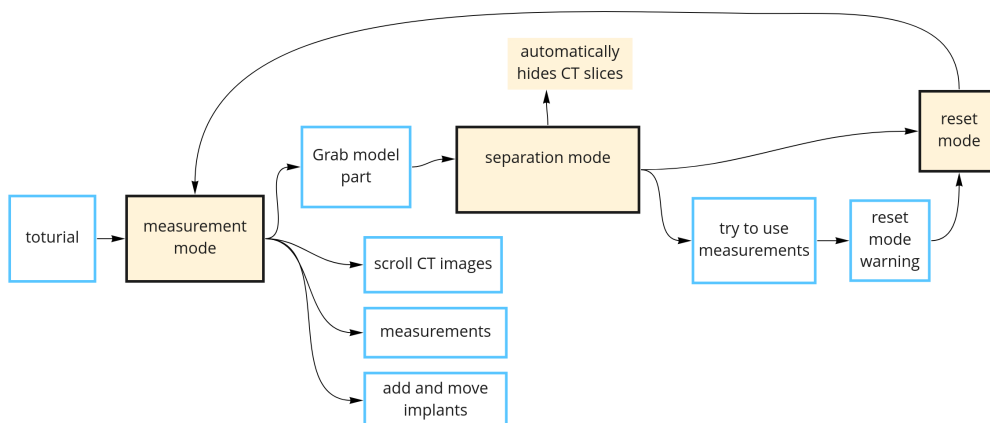 automatically
hides CT slices
reset
mode
Grab model
part
separation mode
measurement
mode
toturial
try to use
measurements
reset
mode
warning
scroll CT images
measurements
add and move
implants